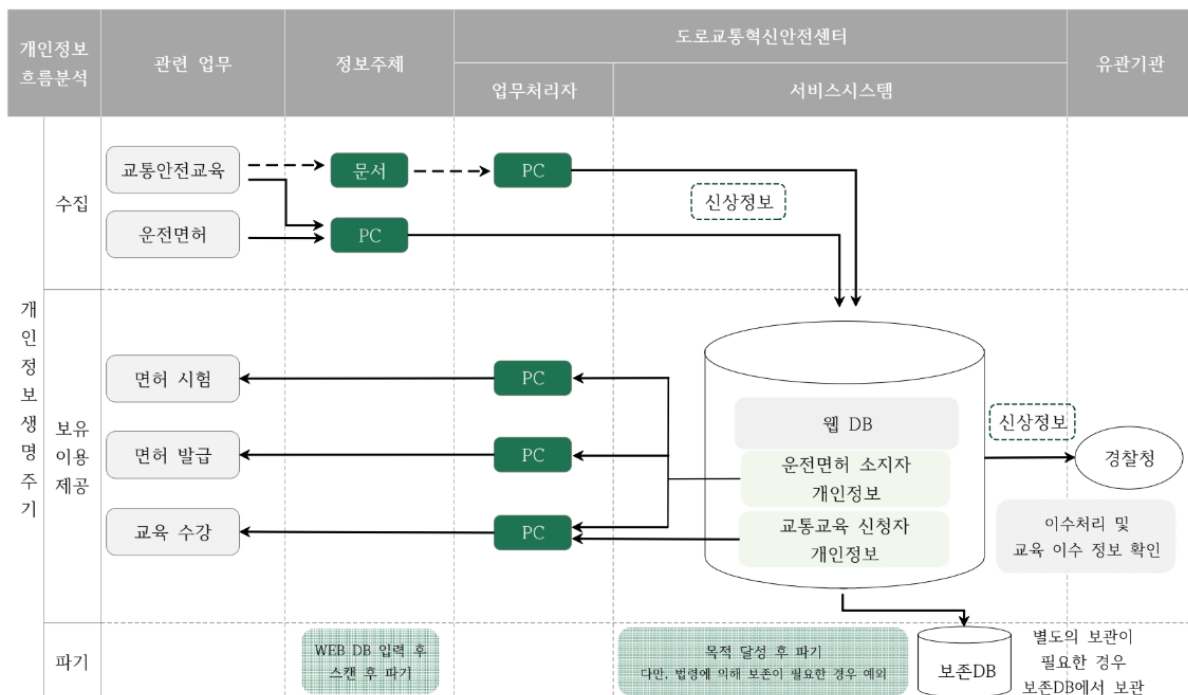 개인정보
흐름분석
관련 업무
정보주체
도로교통혁신안전센터
업무처리자
서비스시스템
유관기관
개인정보생명주기
수집
교통안전교육
문서
PC
신상정보
운전면허
PC
보유
이용
제공
면허 시험
PC
웹 DB
신상정보
면허 발급
PC
운전면허 소지자
개인정보
경찰청
교육 수강
PC
교통교육 신청자
개인정보
이수처리 및
교육 이수 정보 확인
파기
WEB DB 입력 후
스캔 후 파기
목적 달성 후 파기
다만, 법령에 의해 보존이 필요한 경우 예외
보존DB
별도의 보관이
필요한 경우
보존DB에서 보관